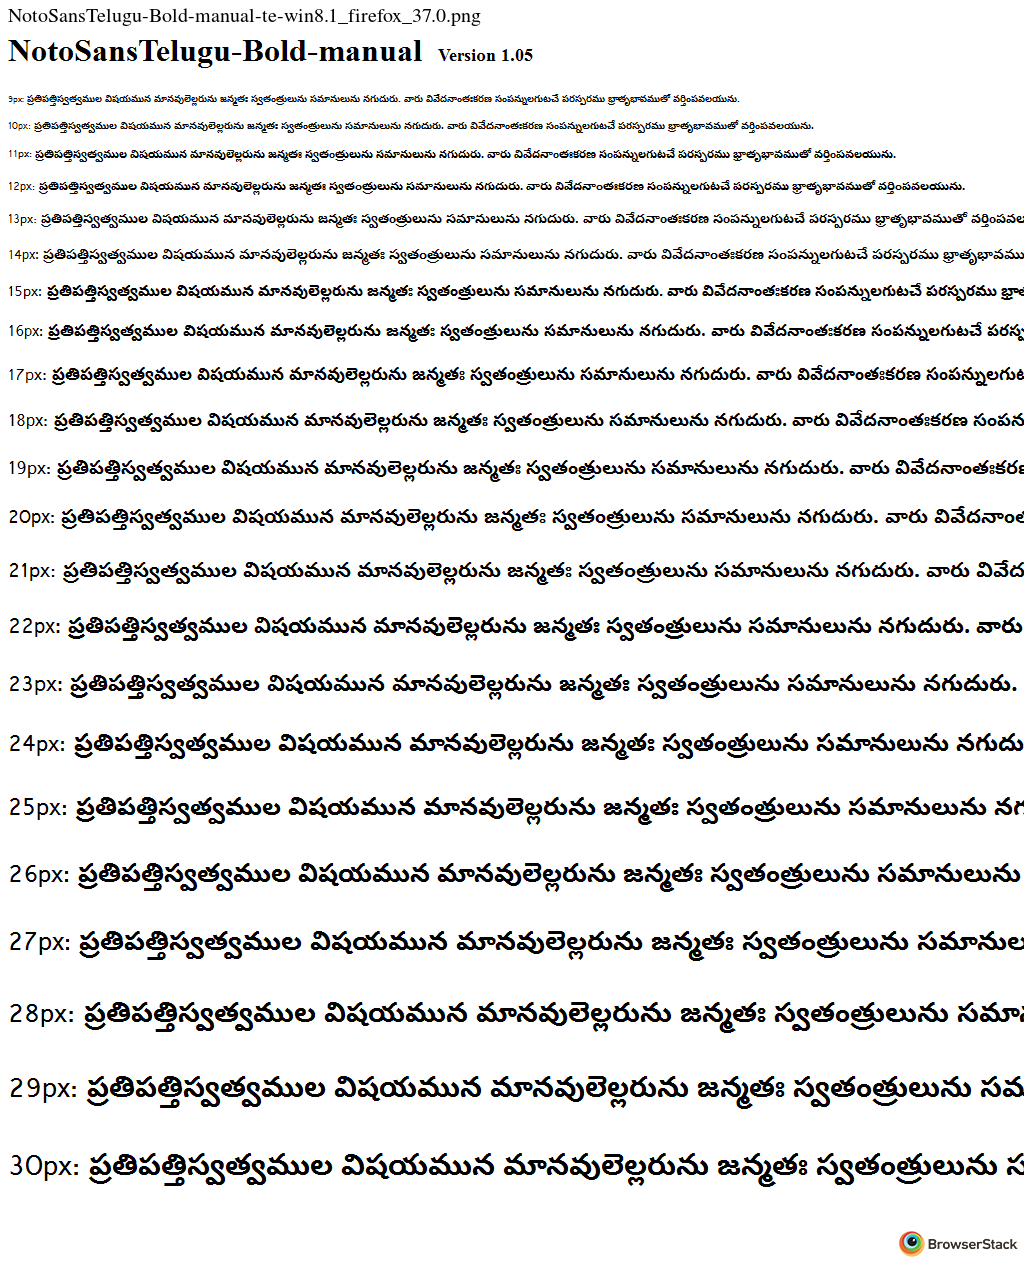 NotoSansTelugu-Bold-manual-te-win8.1_firefox_37.0.png
NotoSansTelugu-Bold-manual Version 1.05
9px: ప్రతిపత్తిస్వత్వముల విషయమున మానవులెల్లరును జన్మతః స్వతంత్రులును సమానులును నగుదురు. వారు వివేదనాంతఃకరణ సంపన్నులగుటచే పరస్పరము భ్రాతృభావముతో వర్తింపవలయును.
10px: ప్రతిపత్తిస్వత్వముల విషయమున మానవులెల్లరును జన్మతః స్వతంత్రులును సమానులును నగుదురు. వారు వివేదనాంతఃకరణ సంపన్నులగుటచే పరస్పరము భ్రాతృభావముతో వర్తింపవలయును.
11px: ప్రతిపత్తిస్వత్వముల విషయమున మానవులెల్లరును జన్మతః స్వతంత్రులును సమానులును నగుదురు. వారు వివేదనాంతఃకరణ సంపన్నులగుటచే పరస్పరము భ్రాతృభావముతో వర్తింపవలయును.
12px: ప్రతిపత్తిస్వత్వముల విషయమున మానవులెల్లరును జన్మతః స్వతంత్రులును సమానులును నగుదురు. వారు వివేదనాంతఃకరణ సంపన్నులగుటచే పరస్పరము భ్రాతృభావముతో వర్తింపవలయును.
13px: ప్రతిపత్తిస్వత్వముల విషయమున మానవులెల్లరును జన్మతః స్వతంత్రులును సమానులును నగుదురు. వారు వివేదనాంతఃకరణ సంపన్నులగుటచే పరస్పరము భ్రాతృభావముతో వర్తింపవల
14px: ప్రతిపత్తిస్వత్వముల విషయమున మానవులెల్లరును జన్మతః స్వతంత్రులును సమానులును నగుదురు. వారు వివేదనాంతఃకరణ సంపన్నులగుటచే పరస్పరము భ్రాతృభావము
15px: ప్రతిపత్తిస్వత్వముల విషయమున మానవులెల్లరును జన్మతః స్వతంత్రులును సమానులును నగుదురు. వారు వివేదనాంతఃకరణ సంపన్నులగుటచే పరస్పరము
16px: ప్రతిపత్తిస్వత్వముల విషయమున మానవులెల్లరును జన్మతః స్వతంత్రులును సమానులును నగుదురు. వారు వివేదనాంతఃకరణ సంపన్నులగుటచే
17px: ప్రతిపత్తిస్వత్వముల విషయమున మానవులెల్లరును జన్మతః స్వతంత్రులును సమానులును నగుదురు. వారు వివేదనాంతఃకరణ సంపన్నులగుట
18px: ప్రతిపత్తిస్వత్వముల విషయమున మానవులెల్లరును జన్మతః స్వతంత్రులును సమానులును నగుదురు. వారు వివేదనాంతఃకరణ సంపన
19px: ప్రతిపత్తిస్వత్వముల విషయమున మానవులెల్లరును జన్మతః స్వతంత్రులును సమానులును నగుదురు. వారు వివేదనాంతఃకరణ
20px: ప్రతిపత్తిస్వత్వముల విషయమున మానవులెల్లరును జన్మతః స్వతంత్రులును సమానులును నగుదురు. వారు వివేదనాంత
21px: ప్రతిపత్తిస్వత్వముల విషయమున మానవులెల్లరును జన్మతః స్వతంత్రులును సమానులును నగుదురు. వారు వివేద
22px: ప్రతిపత్తిస్వత్వముల విషయమున మానవులెల్లరును జన్మతః స్వతంత్రులును సమానులును నగుదురు. వారు
23px: ప్రతిపత్తిస్వత్వముల విషయమున మానవులెల్లరును జన్మతః స్వతంత్రులును సమానులును నగుదురు.
24px: ప్రతిపత్తిస్వత్వముల విషయమున మానవులెల్లరును జన్మతః స్వతంత్రులును సమానులును నగుదు
25px: ప్రతిపత్తిస్వత్వముల విషయమున మానవులెల్లరును జన్మతః స్వతంత్రులును సమానులును నగ
26px: ప్రతిపత్తిస్వత్వముల విషయమున మానవులెల్లరును జన్మతః స్వతంత్రులును సమానులును
27px: ప్రతిపత్తిస్వత్వముల విషయమున మానవులెల్లరును జన్మతః స్వతంత్రులును సమానుల
28px: ప్రతిపత్తిస్వత్వముల విషయమున మానవులెల్లరును జన్మతః స్వతంత్రులును సమాన
29px: ప్రతిపత్తిస్వత్వముల విషయమున మానవులెల్లరును జన్మతః స్వతంత్రులును సమ
30px: ప్రతిపత్తిస్వత్వముల విషయమున మానవులెల్లరును జన్మతః స్వతంత్రులును స
BrowserStack